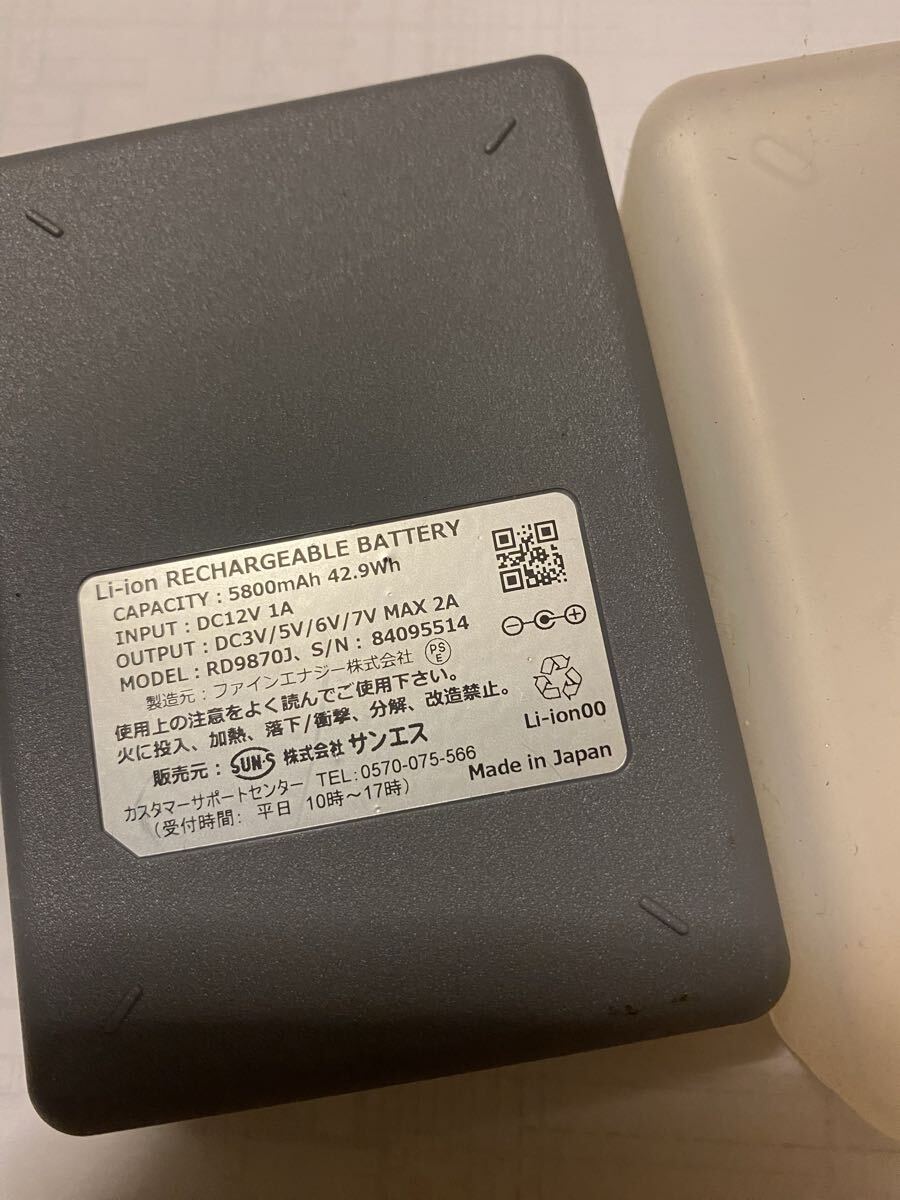 Li-ion RECHARGEABLE BATTERY
CAPACITY : 5800mAh 42.9Wh
INPUT : DC12V 1A
OUTPUT : DC3V/5V/6V/7V MAX 2A
MODEL : RD9870J、S/N : 84095514
製造元 : ファインエナジー株式会社 PSE
使用上の注意をよく読んでご使用下さい。
火に投入、加熱、落下/衝撃、分解、改造禁止。
Li-ion00
販売元 : SUN・S 株式会社 サンエス
カスタマーサポートセンター TEL:0570-075-566
(受付時間: 平日 10時～17時)
Made in Japan